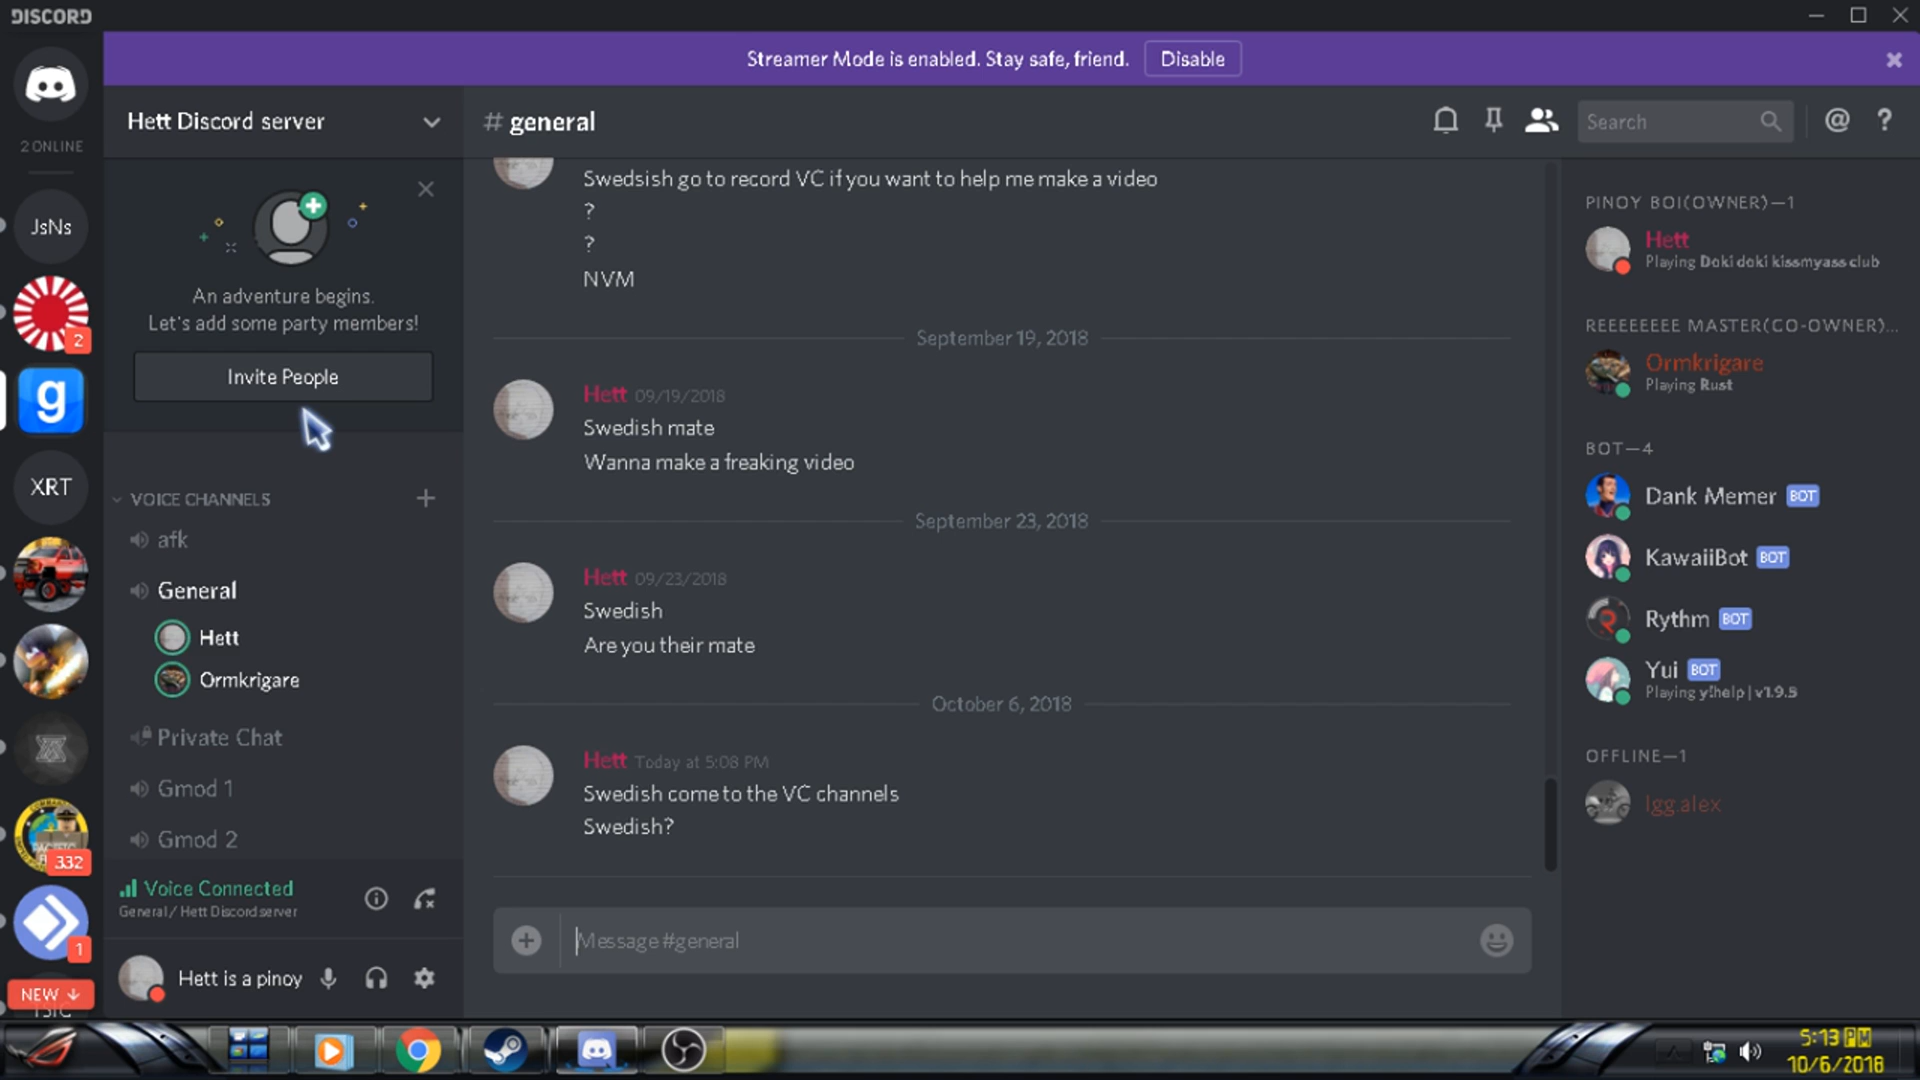 DISCORD
Streamer Mode is enabled. Stay safe, friend.
Disable
2 ONLINE
JsNs
2
g
XRT
332
1
NEW
Hett Discord server
An adventure begins.
Let's add some party members!
Invite People
VOICE CHANNELS
afk
General
Hett
Ormkrigare
Private Chat
Gmod 1
Gmod 2
Voice Connected
General / Hett Discord server
Hett is a pinoy
# general
Search
Swedsish go to record VC if you want to help me make a video
?
?
NVM
September 19, 2018
Hett 09/19/2018
Swedish mate
Wanna make a freaking video
September 23, 2018
Hett 09/23/2018
Swedish
Are you their mate
October 6, 2018
Hett Today at 5:08 PM
Swedish come to the VC channels
Swedish?
Message #general
PINOY BOI(OWNER)—1
Hett
Playing Doki doki kissmyass club
REEEEEEEE MASTER(CO-OWNER)...
Ormkrigare
Playing Rust
BOT—4
Dank Memer BOT
KawaiiBot BOT
Rythm BOT
Yui BOT
Playing y!help | v1.9.5
OFFLINE—1
lgg.alex
5:13 PM
10/6/2018